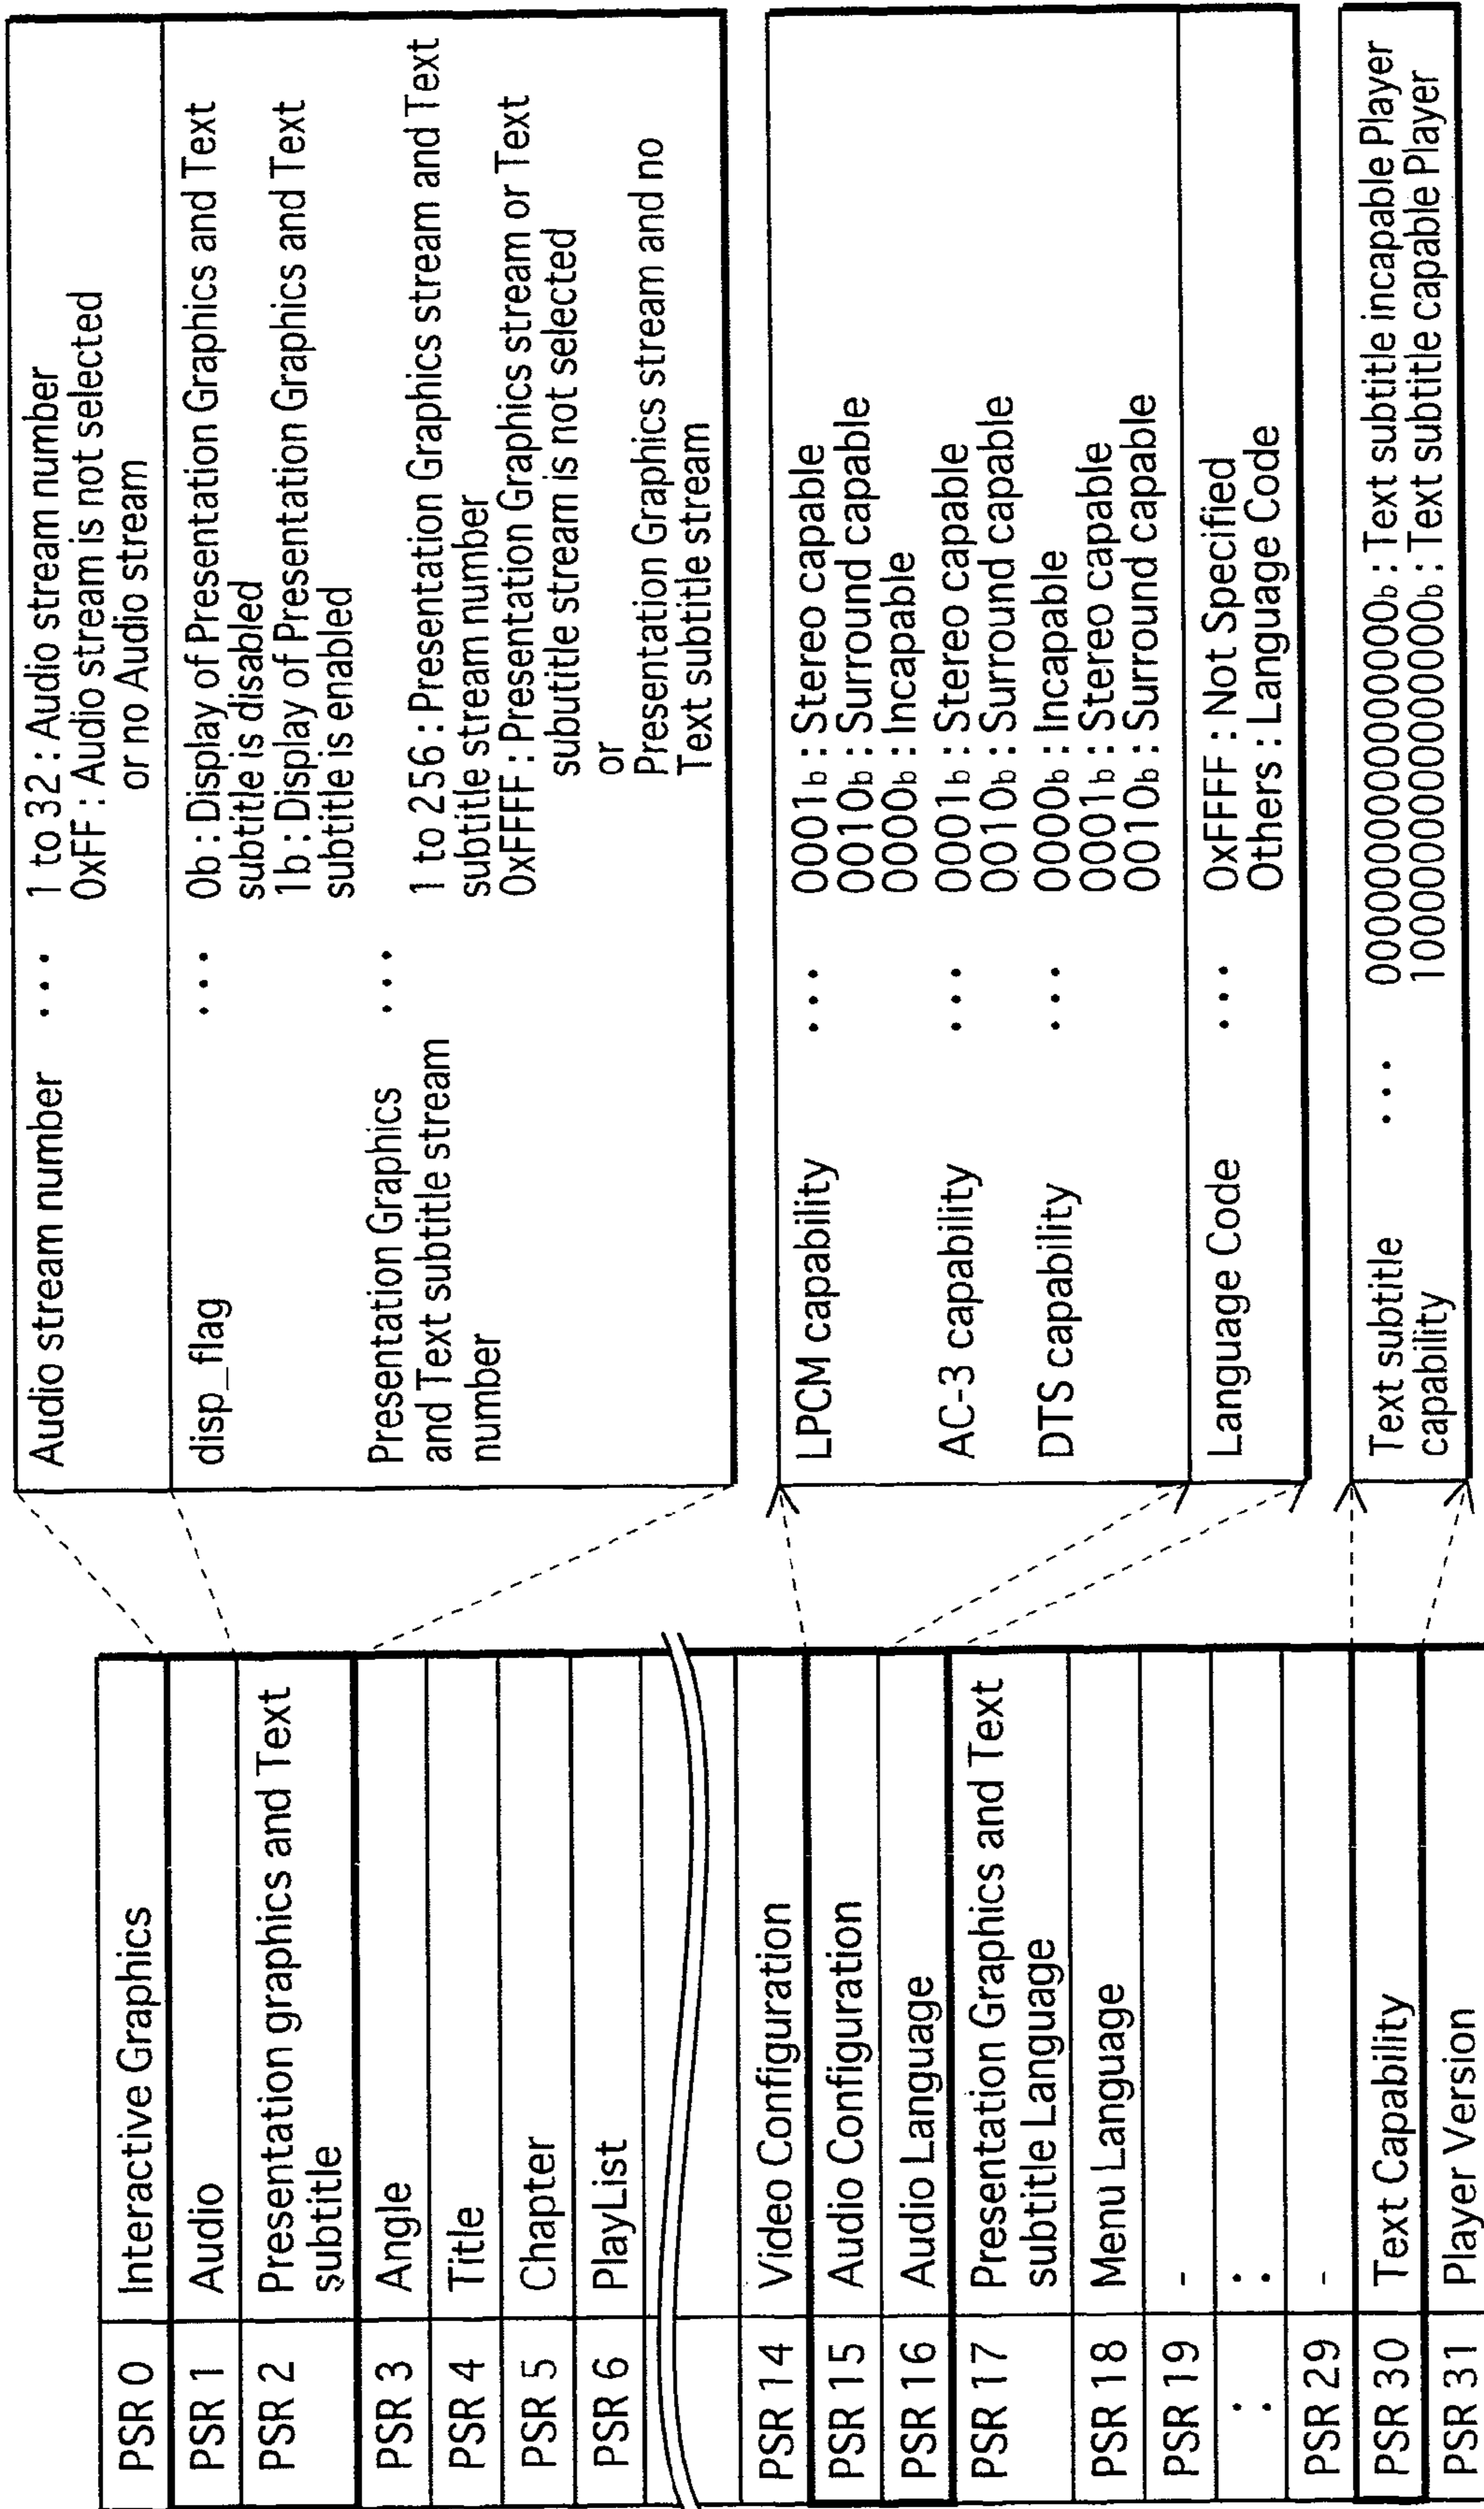 PSR 0 Interactive Graphics
PSR 1 Audio
PSR 2 Presentation graphics and Text
subtitle
PSR 3 Angle
PSR 4 Title
PSR 5 Chapter
PSR 6 PlayList
PSR 14 Video Configuration
PSR 15 Audio Configuration
PSR 16 Audio Language
PSR 17 Presentation Graphics and Text
subtitle Language
PSR 18 Menu Language
PSR 19 -
: :
PSR 29 -
PSR 30 Text Capability
PSR 31 Player Version
Audio stream number ... 1 to 32 : Audio stream number
0xFF : Audio stream is not selected
or no Audio stream
disp_flag ... 0b : Display of Presentation Graphics and Text
subtitle is disabled
1b : Display of Presentation Graphics and Text
subtitle is enabled
Presentation Graphics
and Text subtitle stream
number
... 1 to 256 : Presentation Graphics stream and Text
subtitle stream number
0xFFF : Presentation Graphics stream or Text
subutitle stream is not selected
or
Presentation Graphics stream and no
Text subtitle stream
LPCM capability ... 0001b : Stereo capable
0010b : Surround capable
0000b : Incapable
AC-3 capability ... 0001b : Stereo capable
0010b : Surround capable
DTS capability ... 0000b : Incapable
0001b : Stereo capable
0010b : Surround capable
Language Code ... 0xFFFF : Not Specified
Others : Language Code
Text subtitle
capability
... 00000000000000000b : Text subtitle incapable Player
10000000000000000b : Text subtitle capable Player